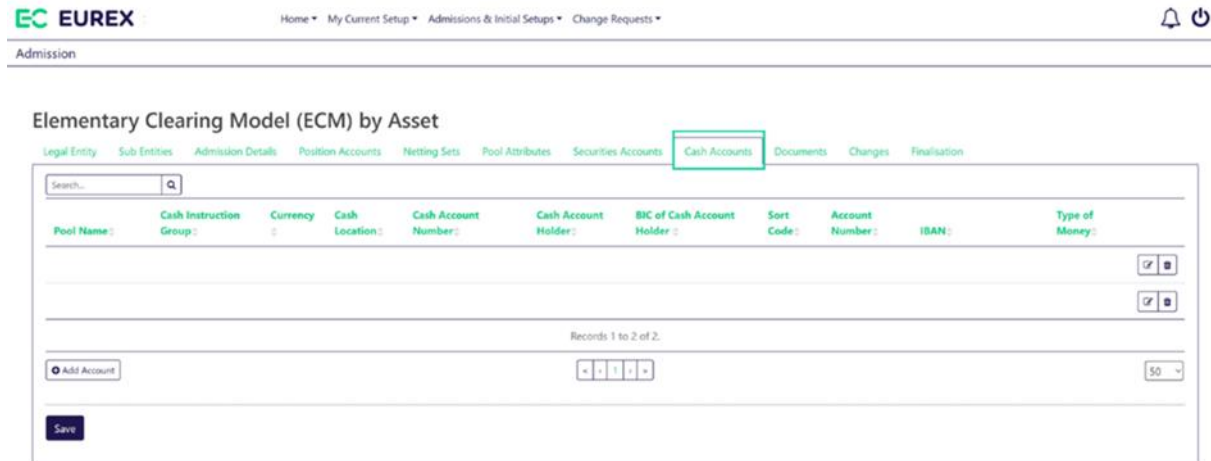 EC EUREX
Home My Current Setup Admissions & Initial Setups Change Requests
Admission
Elementary Clearing Model (ECM) by Asset
Legal Entity Sub Entities Admission Details Position Accounts Netting Sets Pool Attributes Securities Accounts Cash Accounts Documents Changes Finalisation
Search...
Pool Name Cash Instruction Group Currency Cash Location Cash Account Number Cash Account Holder BIC of Cash Account Holder Sort Code Account Number IBAN Type of Money
Records 1 to 2 of 2.
Add Account « ‹ 1 › » 50
Save